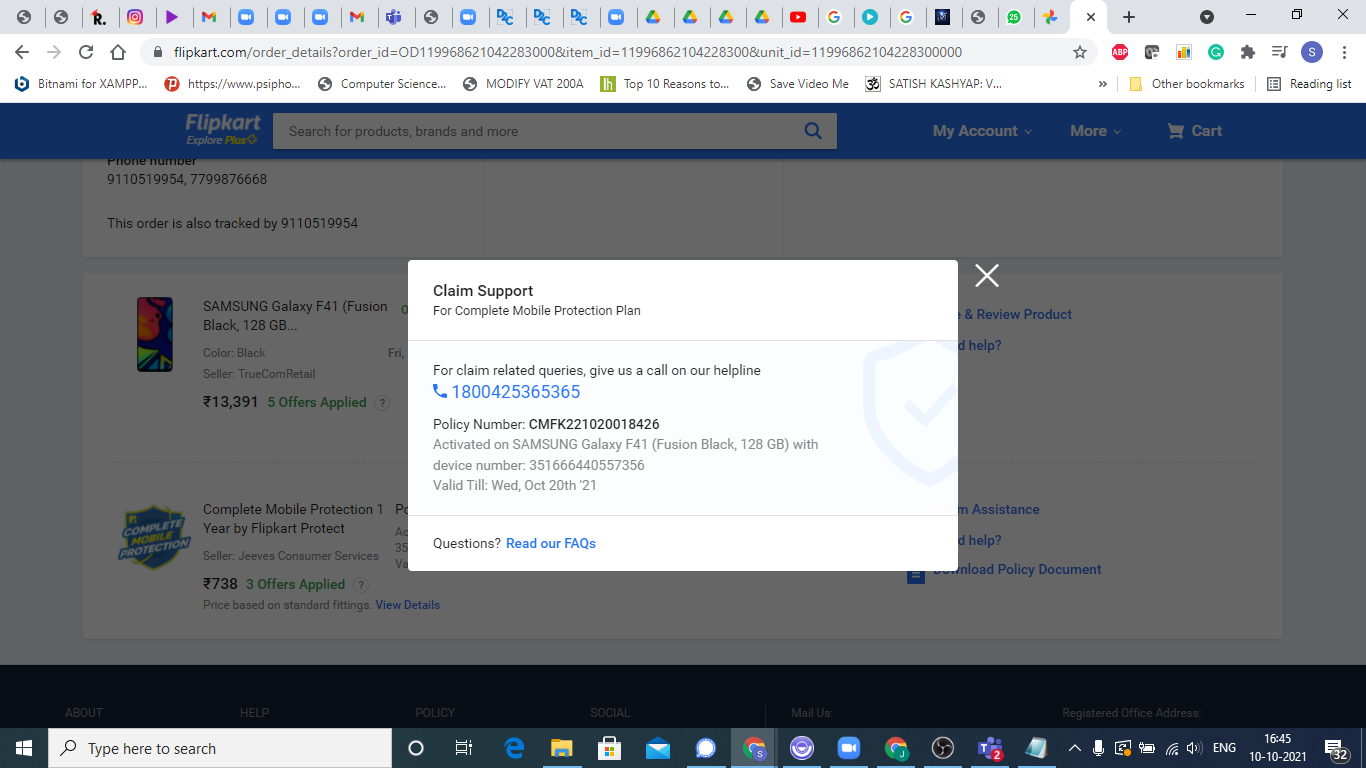 flipkart.com/order_details?order_id=OD119968621042283000&item_id=119968621042283000&unit_id=11996862104228300000
ABP
S
Bitnami for XAMPP...
https://www.psipho...
Computer Science...
MODIFY VAT 200A
Top 10 Reasons to...
Save Video Me
SATISH KASHYAP: V...
»
Other bookmarks
Reading list
Flipkart
Explore Plus
Search for products, brands and more
My Account
More
Cart
Phone number
9110519954, 7799876668
This order is also tracked by 9110519954
SAMSUNG Galaxy F41 (Fusion
Black, 128 GB...
Color: Black
Fri,
Seller: TrueComRetail
₹13,391 5 Offers Applied ?
Claim Support
For Complete Mobile Protection Plan
For claim related queries, give us a call on our helpline
1800425365365
Policy Number: CMFK221020018426
Activated on SAMSUNG Galaxy F41 (Fusion Black, 128 GB) with
device number: 351666440557356
Valid Till: Wed, Oct 20th '21
Questions? Read our FAQs
& Review Product
help?
COMPLETE
MOBILE
PROTECTION
Complete Mobile Protection 1
Year by Flipkart Protect
Seller: Jeeves Consumer Services
₹738 3 Offers Applied ?
Price based on standard fittings. View Details
Assistance
help?
Download Policy Document
ABOUT
HELP
POLICY
SOCIAL
Mail Us:
Registered Office Address:
Type here to search
ENG
16:45
10-10-2021
32